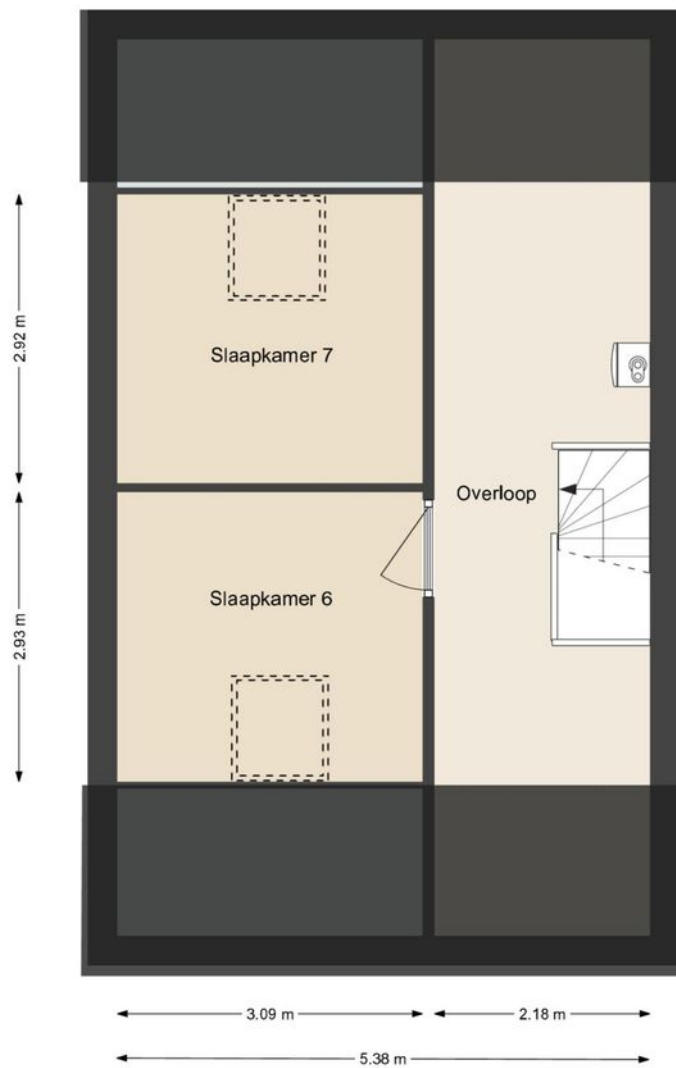 2.92 m
Slaapkamer 7
Overloop
Slaapkamer 6
2.93 m
3.09 m
2.18 m
5.38 m